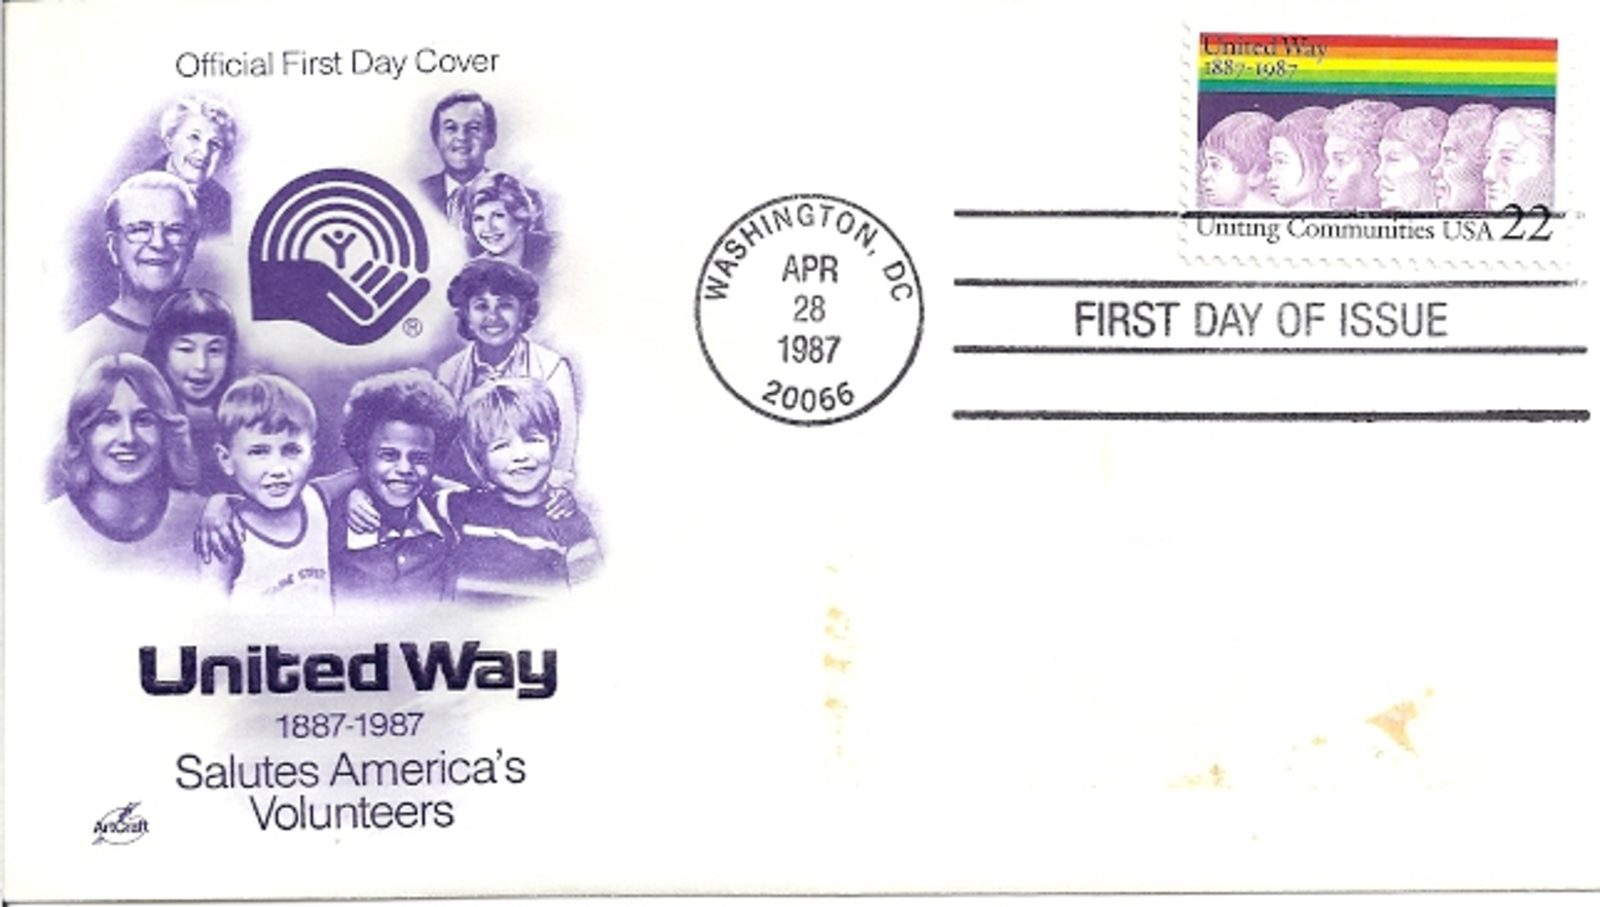 Official First Day Cover
United Way
1887-1987
Salutes America's
Volunteers
ArtCraft
®
WASHINGTON, DC
APR
28
1987
20066
United Way
1887-1987
Uniting Communities USA 22
FIRST DAY OF ISSUE